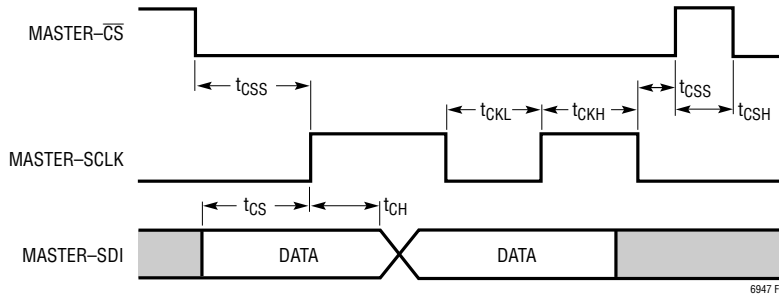 MASTER–CS
tCSS
tCSS
tCKL
tCKH
tCSH
MASTER–SCLK
tCS
tCH
MASTER–SDI
DATA
DATA
6947 F